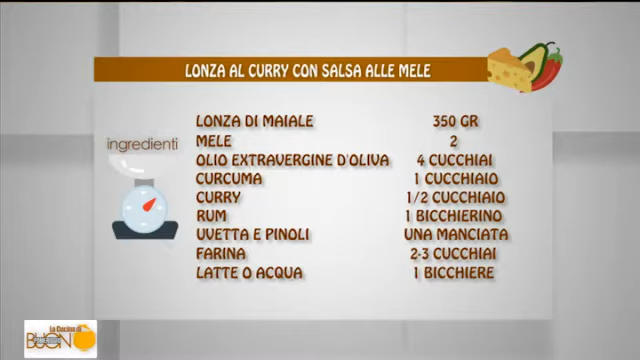 LONZA AL CURRY CON SALSA ALLE MELE
ingredienti
LONZA DI MAIALE 350 GR
MELE 2
OLIO EXTRAVERGINE D'OLIVA 4 CUCCHIAI
CURCUMA 1 CUCCHIAIO
CURRY 1/2 CUCCHIAIO
RUM 1 BICCHIERINO
UVETTA E PINOLI UNA MANCIATA
FARINA 2-3 CUCCHIAI
LATTE O ACQUA 1 BICCHIERE
La Cucina di